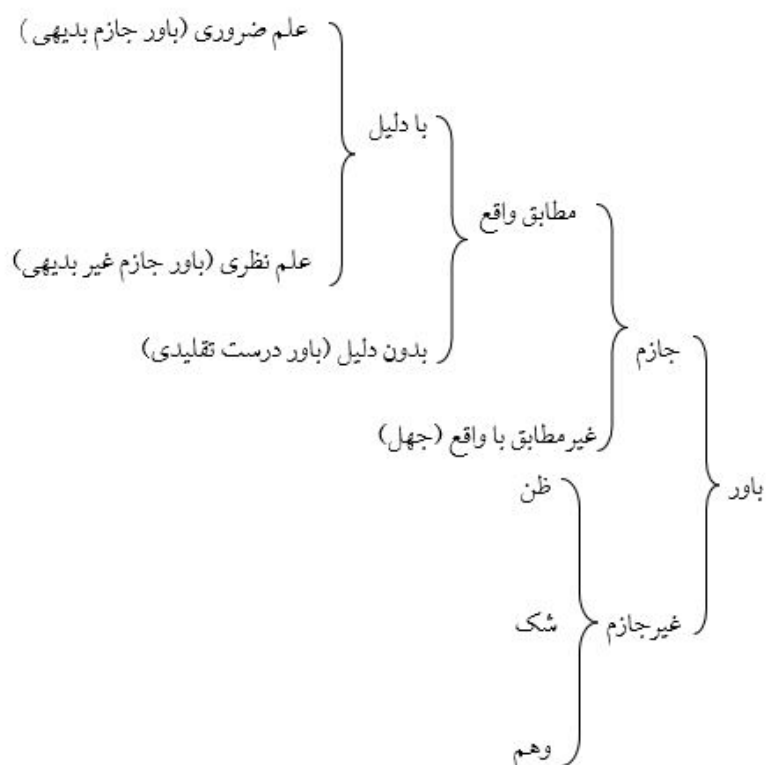 علم ضروری (باور جازم بدیهی )
با دلیل
مطابق واقع
علم نظری (باور جازم غیر بدیهی)
بدون دلیل (باور درست تقلیدی)
جازم
غیرمطابق با واقع (جهل)
باور
ظن
غیرجازم
شک
وهم